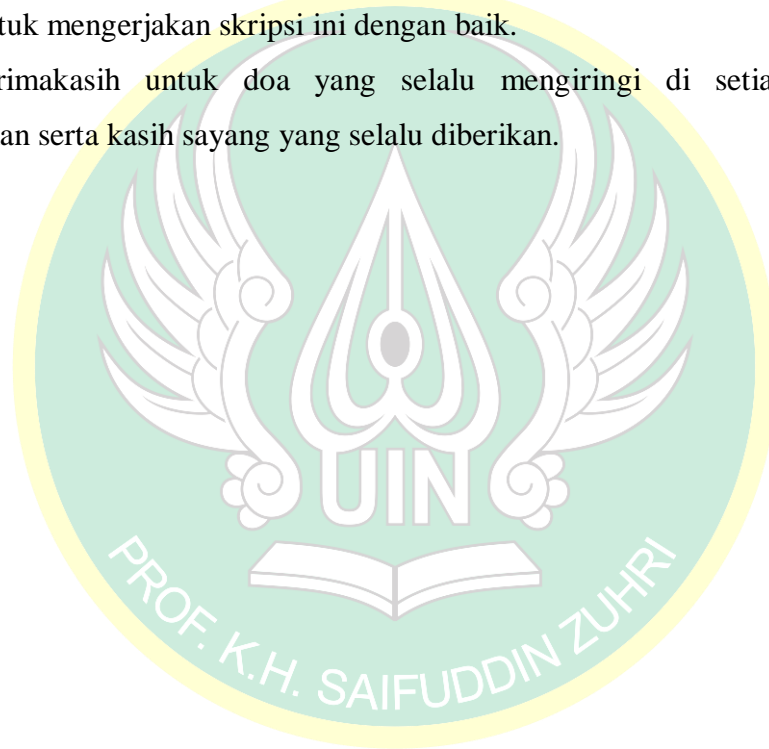 tuk mengerjakan skripsi ini dengan baik.
rimakasih untuk doa yang selalu mengiringi di setia
an serta kasih sayang yang selalu diberikan.
UIN
PROF. K.H. SAIFUDDIN ZUHRI